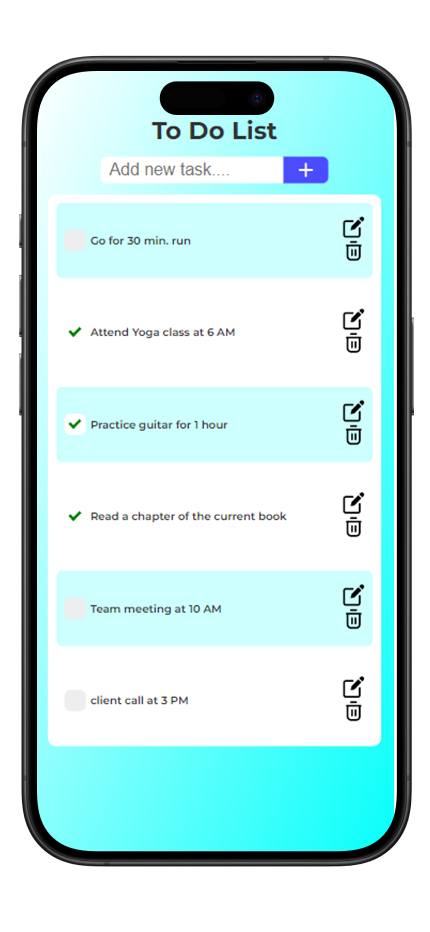 To Do List
Add new task....
Go for 30 min. run
Attend Yoga class at 6 AM
Practice guitar for 1 hour
Read a chapter of the current book
Team meeting at 10 AM
client call at 3 PM